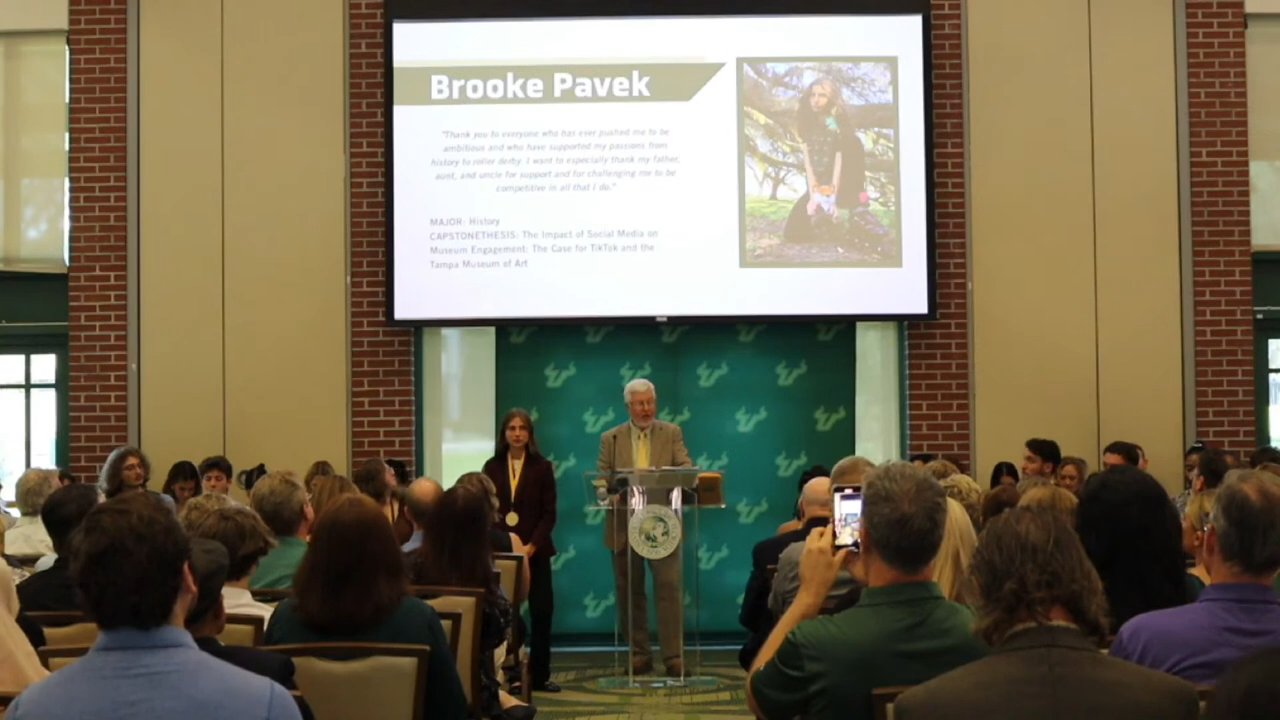 Brooke Pavek
"Thank you to everyone who has ever pushed me to be
ambitious and who have supported my passions from
history to roller derby. I want to especially thank my father,
aunt, and uncle for support and for challenging me to be
competitive in all that I do."
MAJOR: History
CAPSTONETHESIS: The Impact of Social Media on
Museum Engagement: The Case for TikTok and the
Tampa Museum of Art